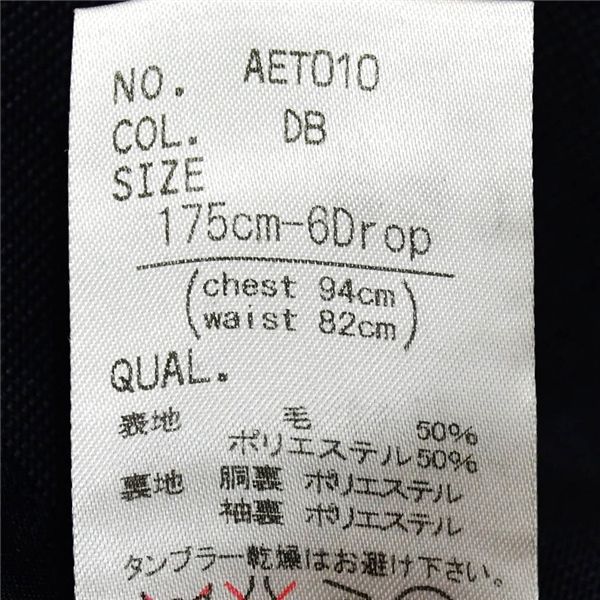 NO. AET010
COL. DB
SIZE
175cm-6Drop
(chest 94cm
waist 82cm)
QUAL.
表地 毛 50%
ポリエステル50%
裏地 胴裏 ポリエステル
袖裏 ポリエステル
タンブラー乾燥はお避け下さい。